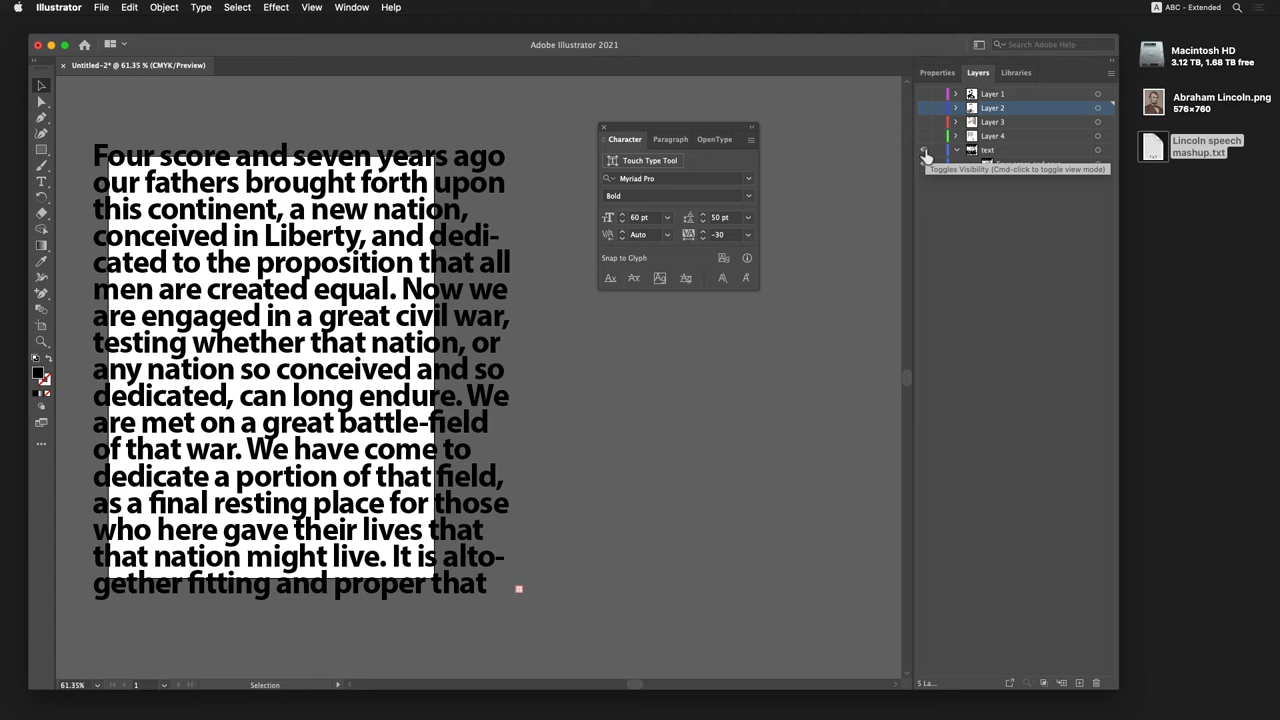 Illustrator File Edit Object Type Select Effect View Window Help
ABC - Extended
Adobe Illustrator 2021
Search Adobe Help
Untitled-2* @ 61.35 % (CMYK/Preview)
Four score and seven years ago
our fathers brought forth upon
this continent, a new nation,
conceived in Liberty, and dedi-
cated to the proposition that all
men are created equal. Now we
are engaged in a great civil war,
testing whether that nation, or
any nation so conceived and so
dedicated, can long endure. We
are met on a great battle-field
of that war. We have come to
dedicate a portion of that field,
as a final resting place for those
who here gave their lives that
that nation might live. It is alto-
gether fitting and proper that
Character Paragraph OpenType
Touch Type Tool
Myriad Pro
Bold
60 pt 50 pt
Auto -30
Snap to Glyph
Properties Layers Libraries
Layer 1
Layer 2
Layer 3
Layer 4
text
Toggles Visibility (Cmd-click to toggle view mode)
5 La...
Macintosh HD
3.12 TB, 1.68 TB free
Abraham Lincoln.png
576×760
Lincoln speech
mashup.txt
TXT
61.35% 1 Selection